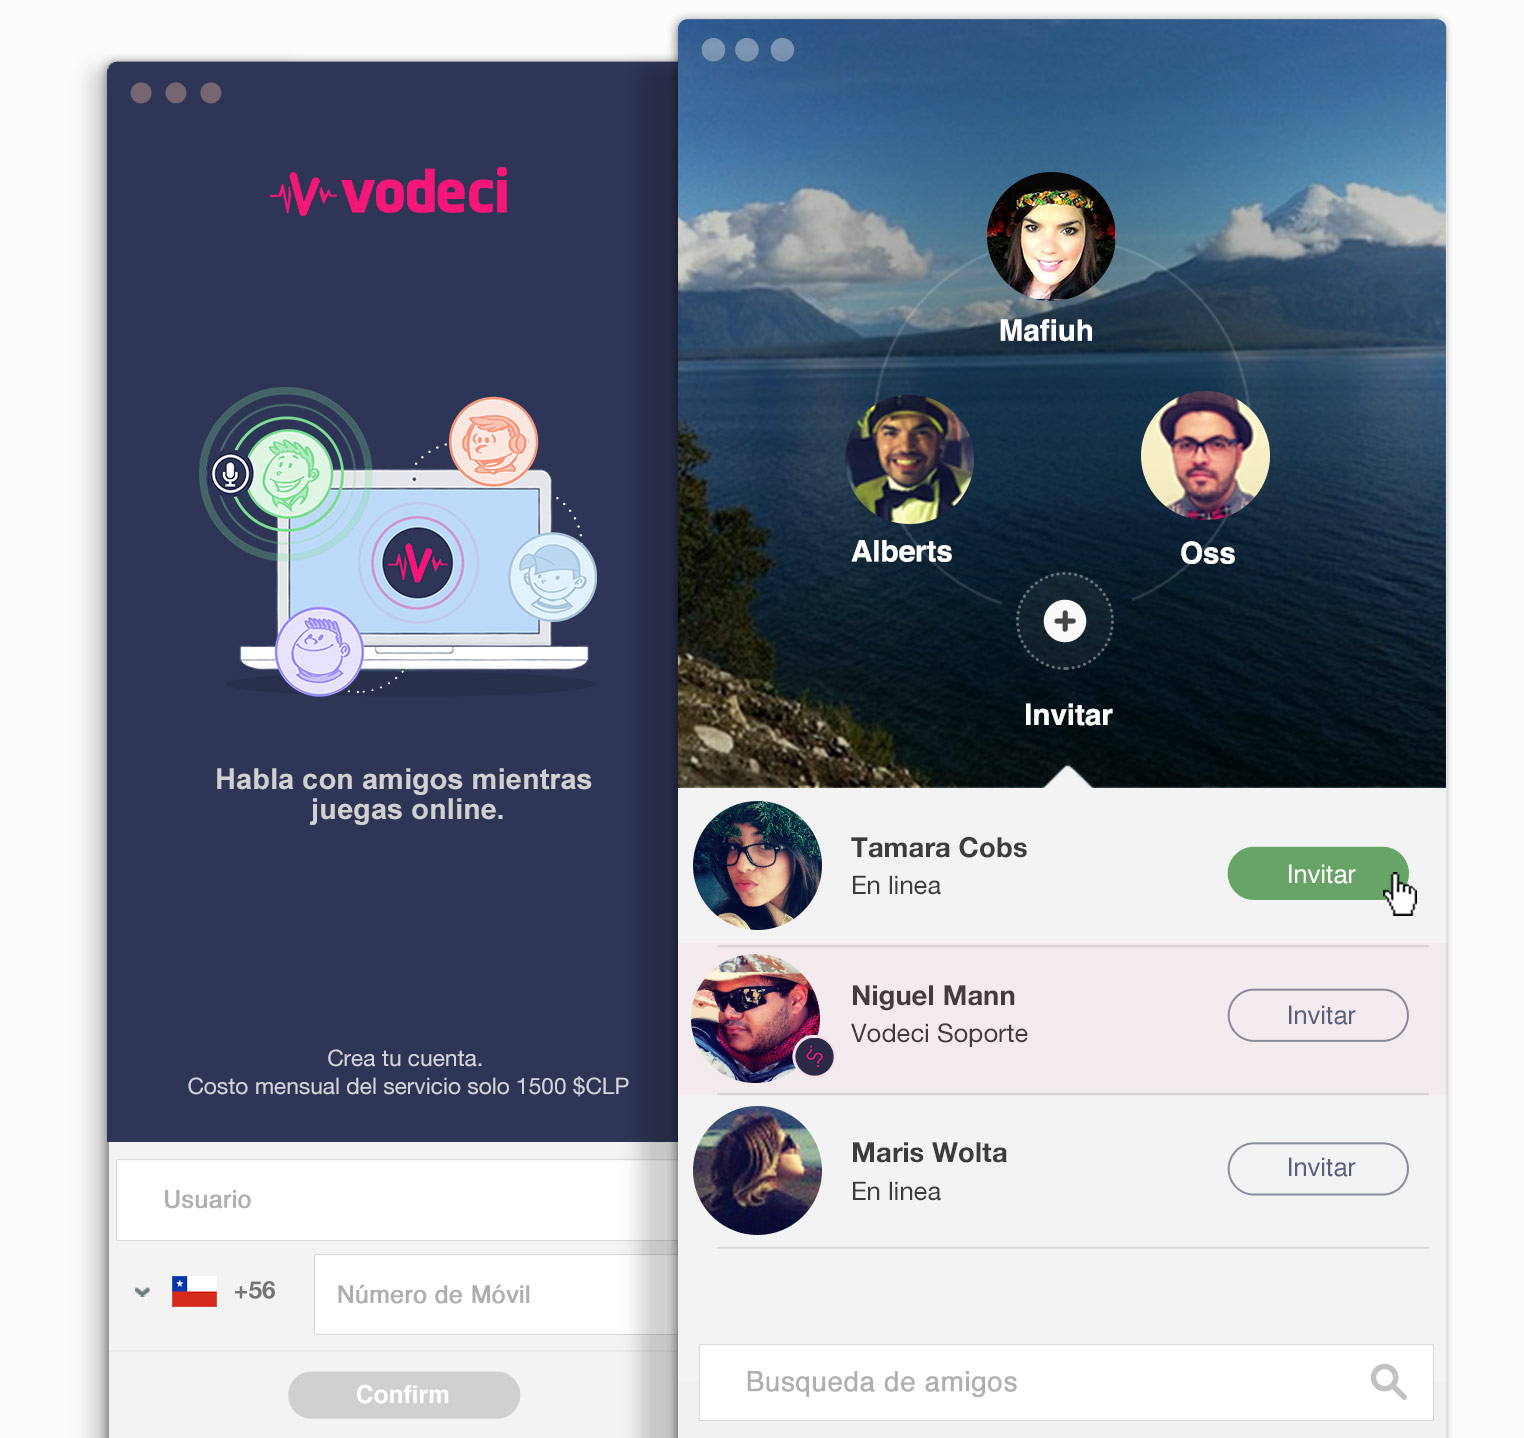 vodeci
Habla con amigos mientras
juegas online.
Crea tu cuenta.
Costo mensual del servicio solo 1500 $CLP
Usuario
+56
Número de Móvil
Confirm
Mafiuh
Alberts
Oss
Invitar
Tamara Cobs
En linea
Invitar
Niguel Mann
Vodeci Soporte
Invitar
Maris Wolta
En linea
Invitar
Busqueda de amigos